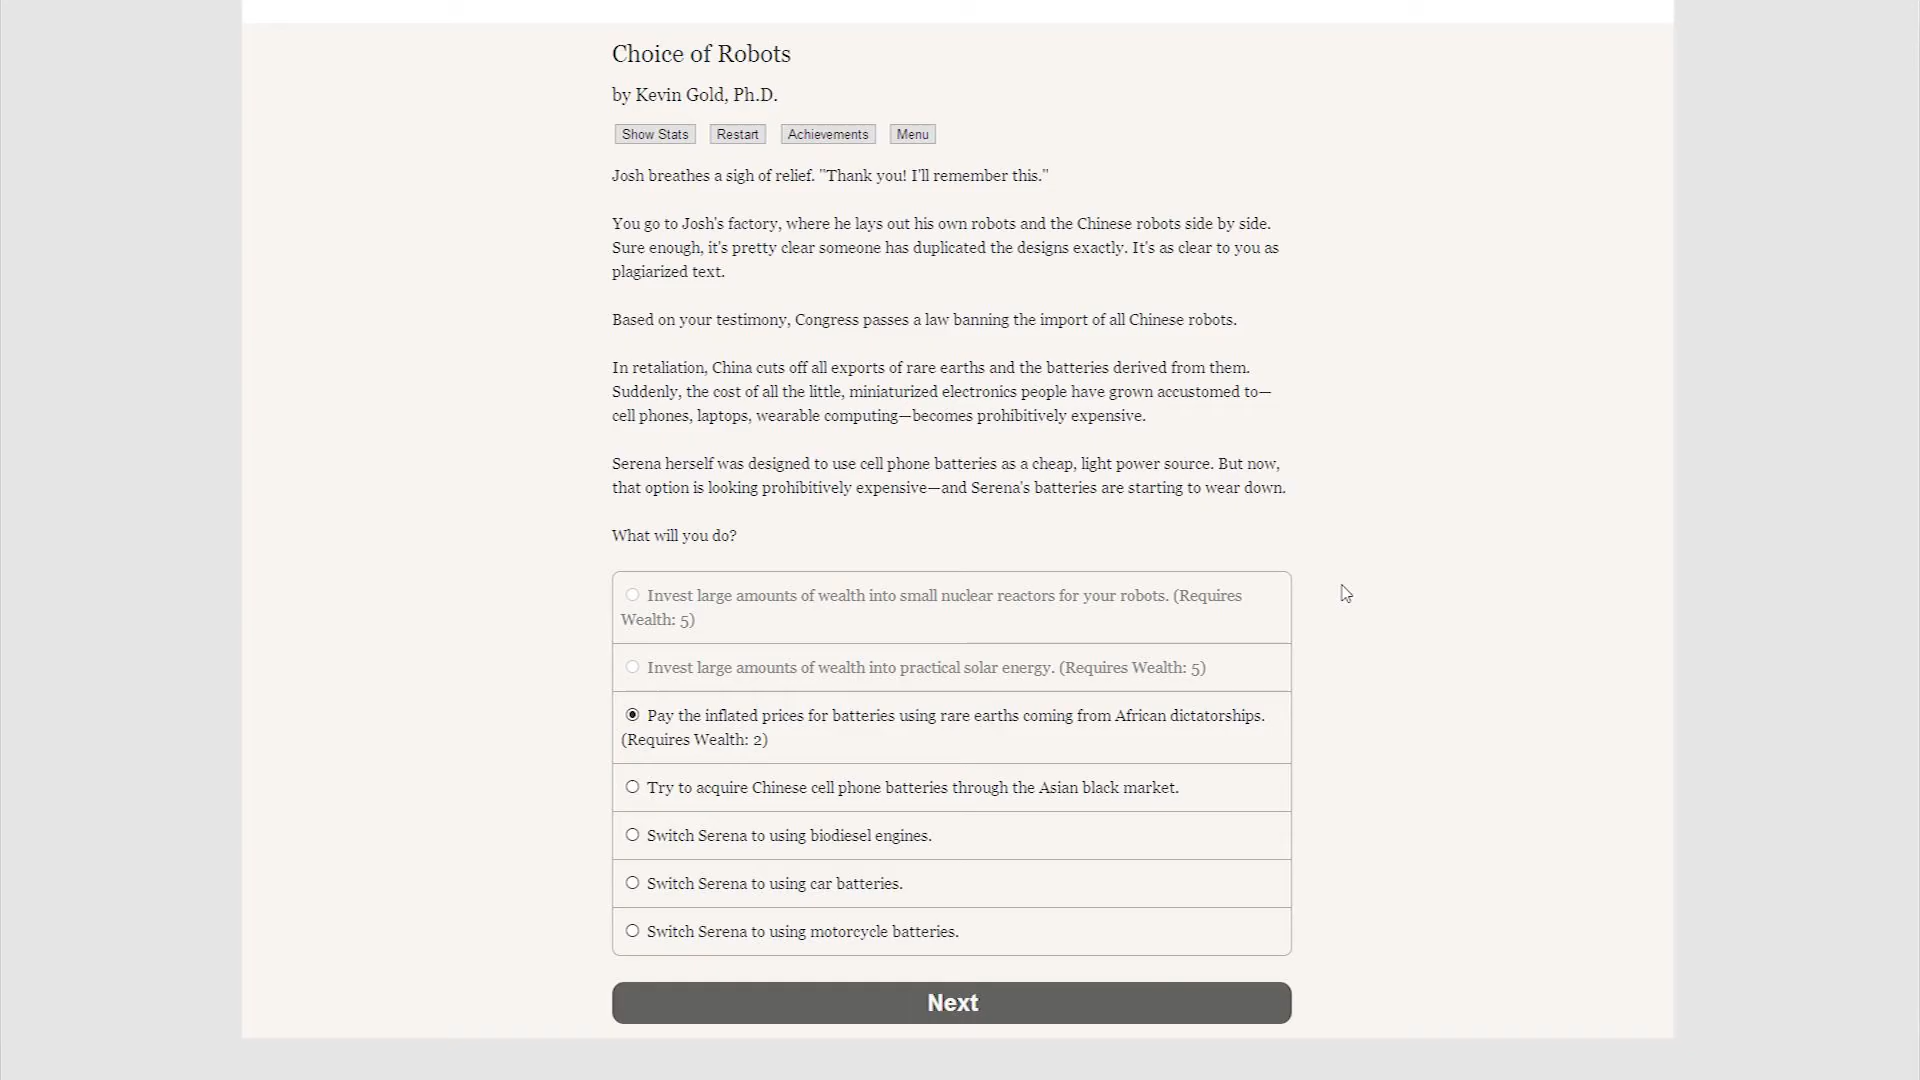 Choice of Robots
by Kevin Gold, Ph.D.
Show Stats Restart Achievements Menu
Josh breathes a sigh of relief. "Thank you! I'll remember this."
You go to Josh's factory, where he lays out his own robots and the Chinese robots side by side.
Sure enough, it's pretty clear someone has duplicated the designs exactly. It's as clear to you as
plagiarized text.
Based on your testimony, Congress passes a law banning the import of all Chinese robots.
In retaliation, China cuts off all exports of rare earths and the batteries derived from them.
Suddenly, the cost of all the little, miniaturized electronics people have grown accustomed to—
cell phones, laptops, wearable computing—becomes prohibitively expensive.
Serena herself was designed to use cell phone batteries as a cheap, light power source. But now,
that option is looking prohibitively expensive—and Serena's batteries are starting to wear down.
What will you do?
Invest large amounts of wealth into small nuclear reactors for your robots. (Requires
Wealth: 5)
Invest large amounts of wealth into practical solar energy. (Requires Wealth: 5)
Pay the inflated prices for batteries using rare earths coming from African dictatorships.
(Requires Wealth: 2)
Try to acquire Chinese cell phone batteries through the Asian black market.
Switch Serena to using biodiesel engines.
Switch Serena to using car batteries.
Switch Serena to using motorcycle batteries.
Next